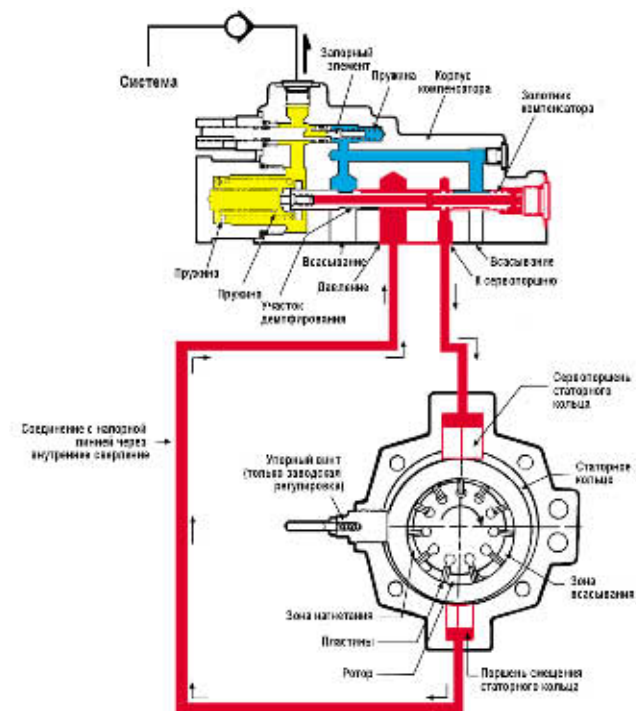 Система
Запорный
элемент
Пружина
Корпус
компенсатора
Золотник
компенсатора
Пружина
Пружина
Участок
демпфирования
Всасывание
Давление
Всасывание
К сервопоршню
Соединение с напорной
линией через
внутреннее сверление
Сервопоршень
статорного
кольца
Статорное
кольцо
Упорный винт
(только заводская
регулировка)
Зона
всасывания
Зона нагнетания
Пластины
Ротор
Поршень смещения
статорного кольца